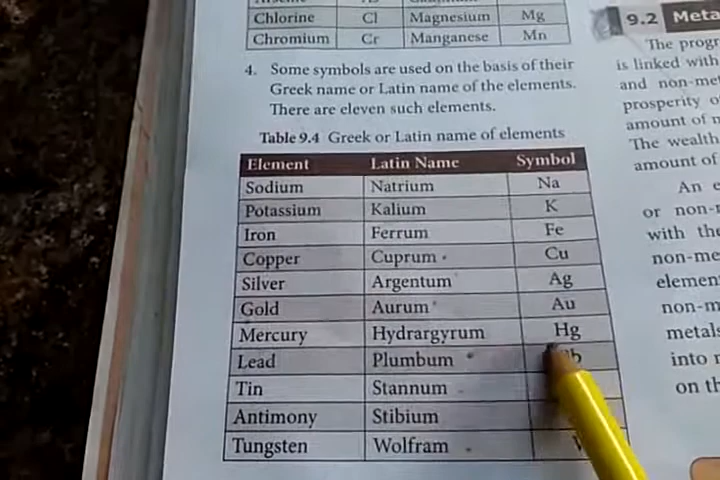 Chlorine Cl Magnesium Mg
Chromium Cr Manganese Mn
4. Some symbols are used on the basis of their
Greek name or Latin name of the elements.
There are eleven such elements.
Table 9.4 Greek or Latin name of elements
Element Latin Name Symbol
Sodium Natrium Na
Potassium Kalium K
Iron Ferrum Fe
Copper Cuprum Cu
Silver Argentum Ag
Gold Aurum Au
Mercury Hydrargyrum Hg
Lead Plumbum
Tin Stannum
Antimony Stibium
Tungsten Wolfram
9.2 Meta
The progr
is linked with
and non-me
prosperity o
amount of m
The wealth
amount of
An e
or non-
with the
non-me
elemen
non-m
metals
into
on th